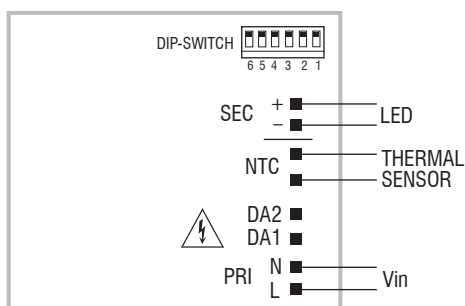 DIP-SWITCH
6 5 4 3 2 1
SEC + LED
−
NTC THERMAL
SENSOR
DA2
DA1
PRI N Vin
L